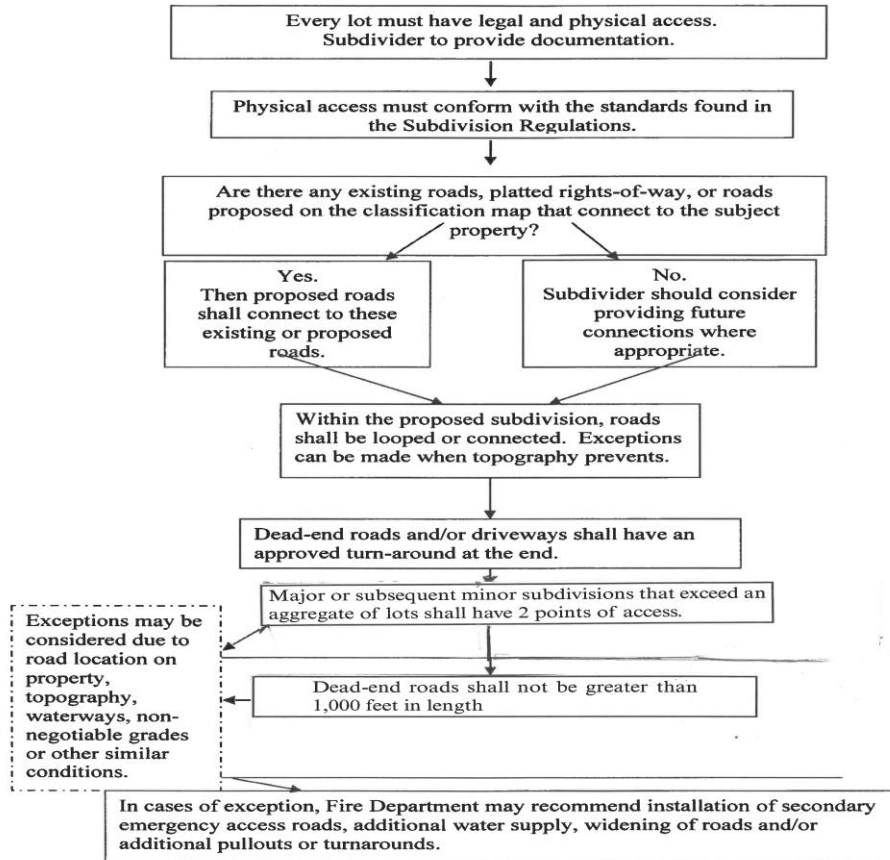 Every lot must have legal and physical access.
Subdivider to provide documentation.
Physical access must conform with the standards found in
the Subdivision Regulations.
Are there any existing roads, platted rights-of-way, or roads
proposed on the classification map that connect to the subject
property?
Yes.
Then proposed roads
shall connect to these
existing or proposed
roads.
No.
Subdivider should consider
providing future
connections where
appropriate.
Within the proposed subdivision, roads
shall be looped or connected.  Exceptions
can be made when topography prevents.
Dead-end roads and/or driveways shall have an
approved turn-around at the end.
Major or subsequent minor subdivisions that exceed an
aggregate of lots shall have 2 points of access.
Exceptions may be
considered due to
road location on
property,
topography,
waterways, non-
negotiable grades
or other similar
conditions.
Dead-end roads shall not be greater than
1,000 feet in length
In cases of exception, Fire Department may recommend installation of secondary
emergency access roads, additional water supply, widening of roads and/or
additional pullouts or turnarounds.